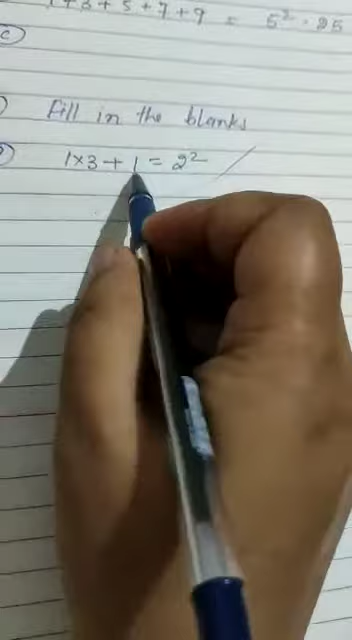 1+3+5+7+9 = 5² = 25
c
Fill in the blanks
1×3+1=2²